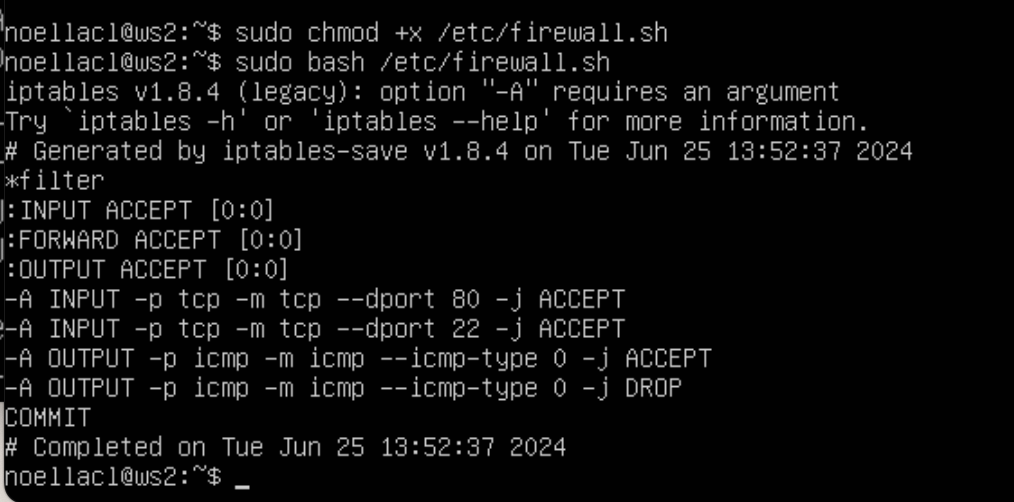 noellacl@ws2:~$ sudo chmod +x /etc/firewall.sh
noellacl@ws2:~$ sudo bash /etc/firewall.sh
iptables v1.8.4 (legacy): option "-A" requires an argument
Try `iptables -h' or 'iptables --help' for more information.
# Generated by iptables-save v1.8.4 on Tue Jun 25 13:52:37 2024
*filter
:INPUT ACCEPT [0:0]
:FORWARD ACCEPT [0:0]
:OUTPUT ACCEPT [0:0]
-A INPUT -p tcp -m tcp --dport 80 -j ACCEPT
-A INPUT -p tcp -m tcp --dport 22 -j ACCEPT
-A OUTPUT -p icmp -m icmp --icmp-type 0 -j ACCEPT
-A OUTPUT -p icmp -m icmp --icmp-type 0 -j DROP
COMMIT
# Completed on Tue Jun 25 13:52:37 2024
noellacl@ws2:~$ _